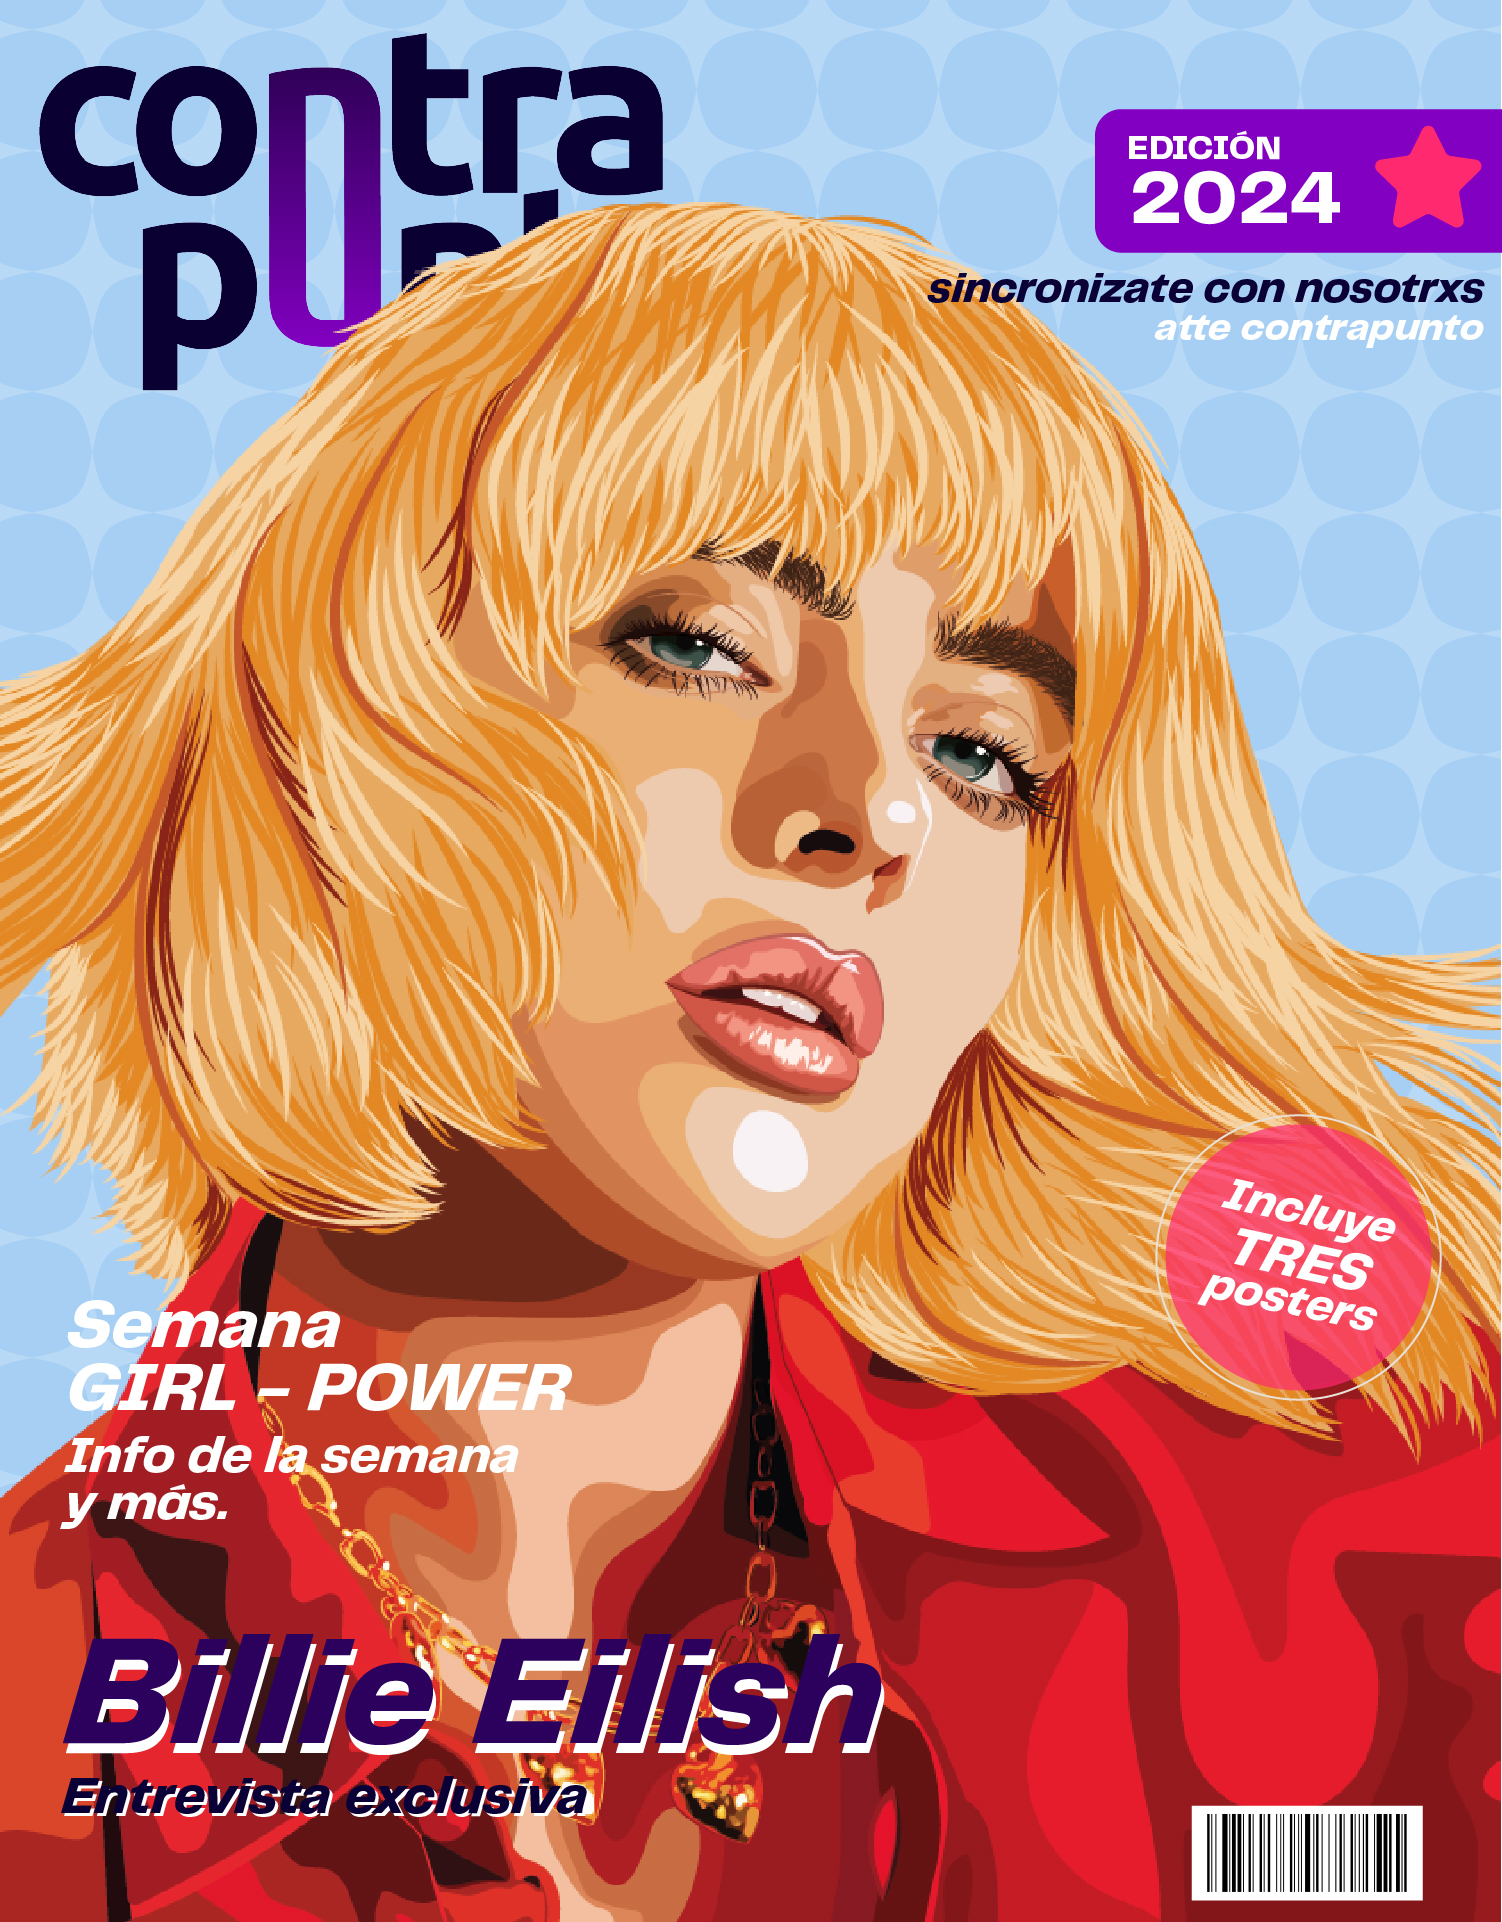 contra
EDICIÓN
2024
sincronizate con nosotrxs
atte contrapunto
Incluye
TRES
posters
Semana
GIRL – POWER
Info de la semana
y más.
Billie Eilish
Entrevista exclusiva